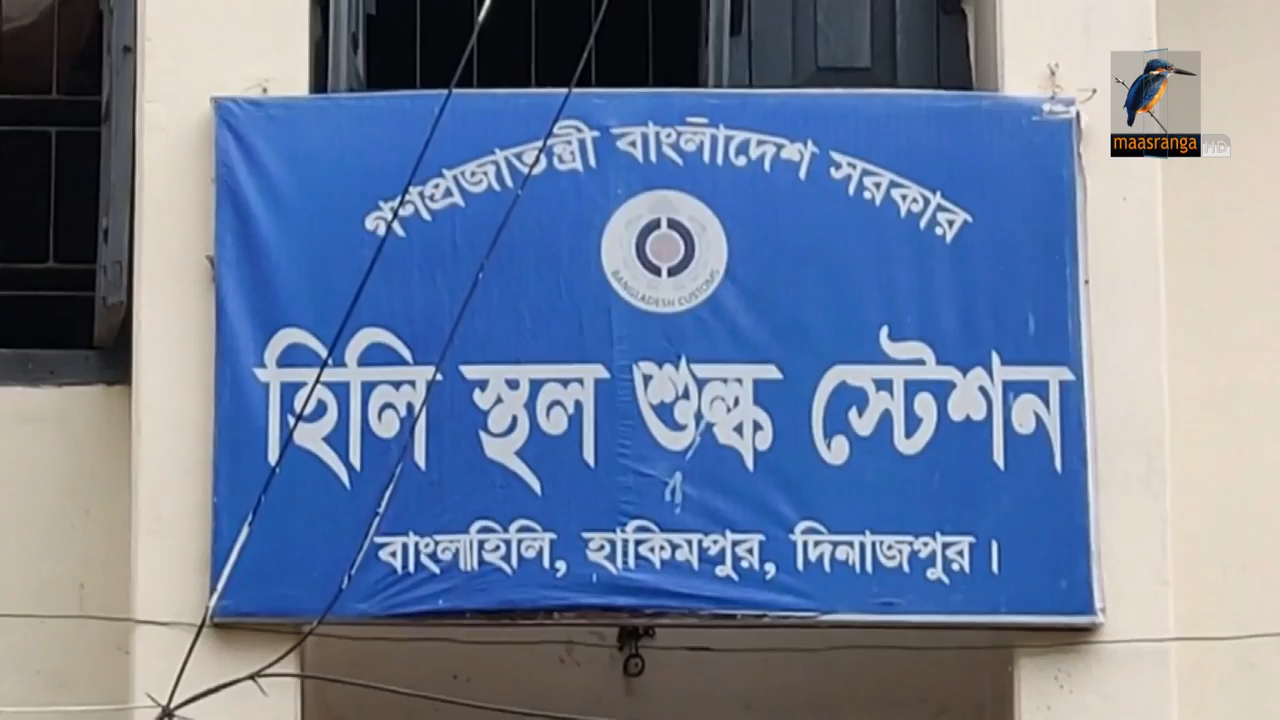 গণপ্রজাতন্ত্রী বাংলাদেশ সরকার
BANGLADESH CUSTOMS
হিলি স্থল শুল্ক স্টেশন
বাংলাহিলি, হাকিমপুর, দিনাজপুর।
maasranga HD